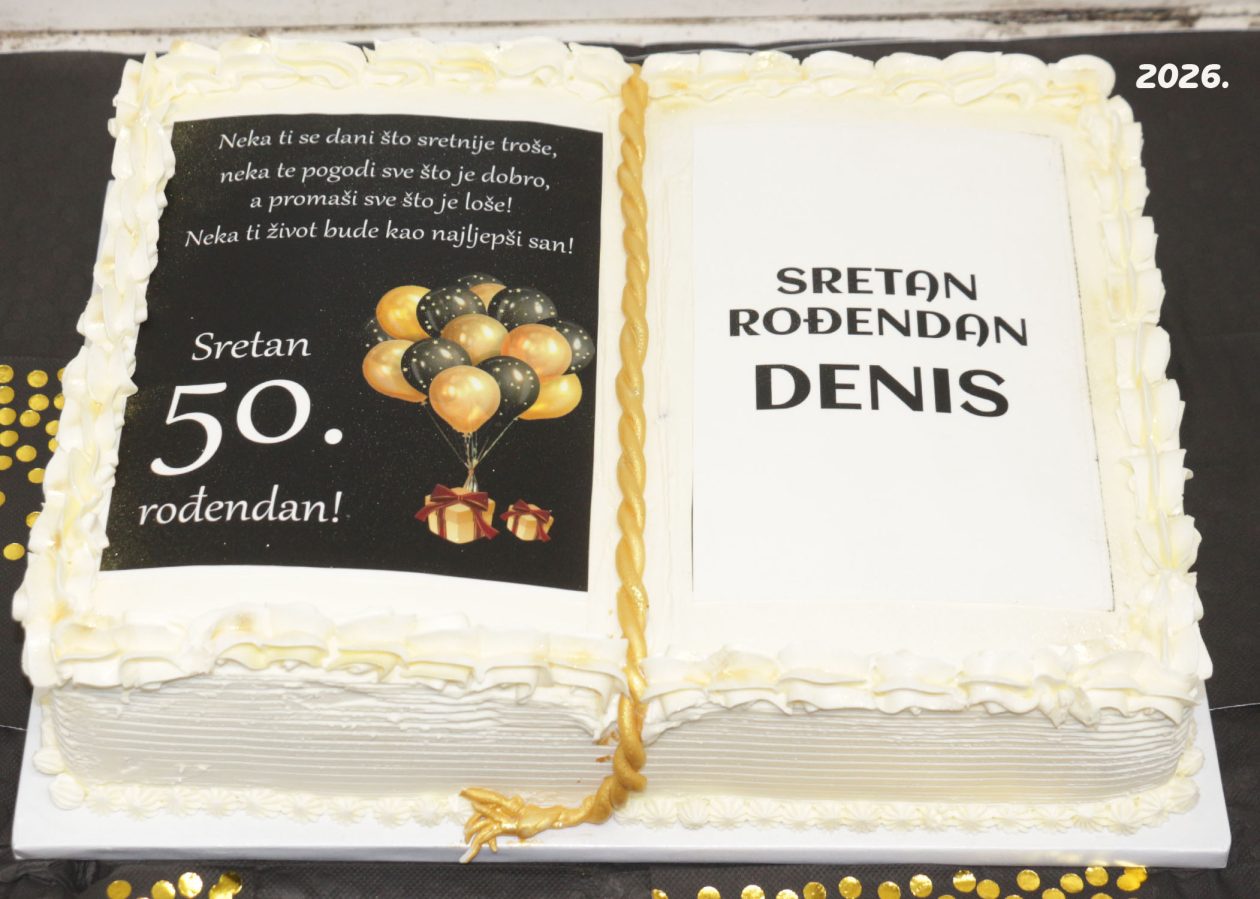 Neka ti se dani što sretnije troše,
neka te pogodi sve što je dobro,
a promaši sve što je loše!
Neka ti život bude kao najljepši san!
Sretan
50.
rođendan!
SRETAN
ROĐENDAN
DENIS
2026.